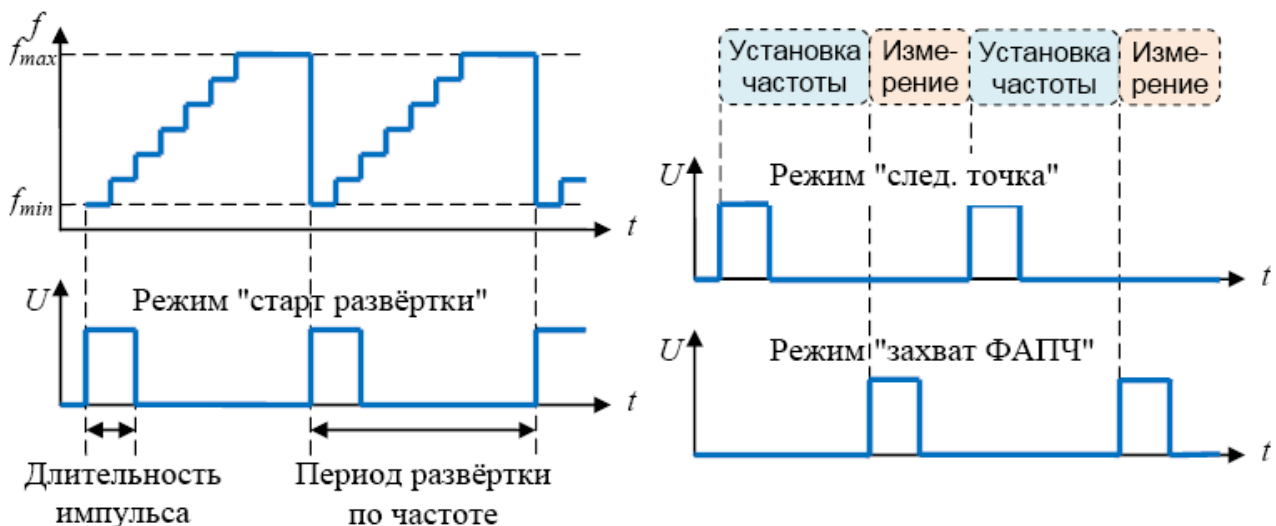 f
fmax
fmin
t
U
Режим "старт развёртки"
t
Длительность
импульса
Период развёртки
по частоте
Установка
частоты
Изме-
рение
Установка
частоты
Изме-
рение
U
Режим "след. точка"
t
U
Режим "захват ФАПЧ"
t